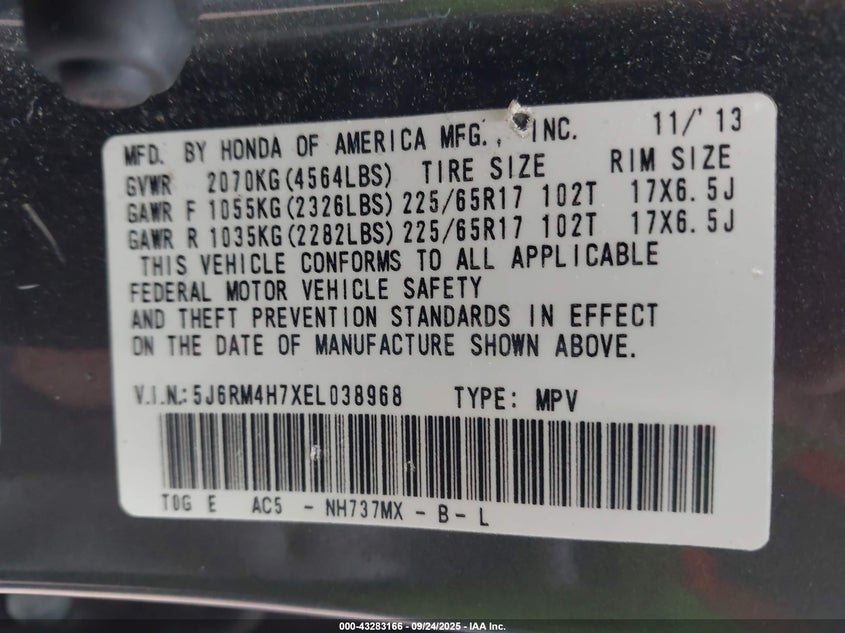 MFD. BY HONDA OF AMERICA MFG., INC. 11/'13
GVWR 2070KG(4564LBS) TIRE SIZE RIM SIZE
GAWR F 1055KG(2326LBS) 225/65R17 102T 17X6.5J
GAWR R 1035KG(2282LBS) 225/65R17 102T 17X6.5J
THIS VEHICLE CONFORMS TO ALL APPLICABLE
FEDERAL MOTOR VEHICLE SAFETY
AND THEFT PREVENTION STANDARDS IN EFFECT
ON THE DATE OF MANUFACTURE SHOWN ABOVE.
V.I.N.: 5J6RM4H7XEL038968 TYPE: MPV
T0G E AC5 - NH737MX - B - L
000-43283166 - 09/24/2025 - IAA Inc.